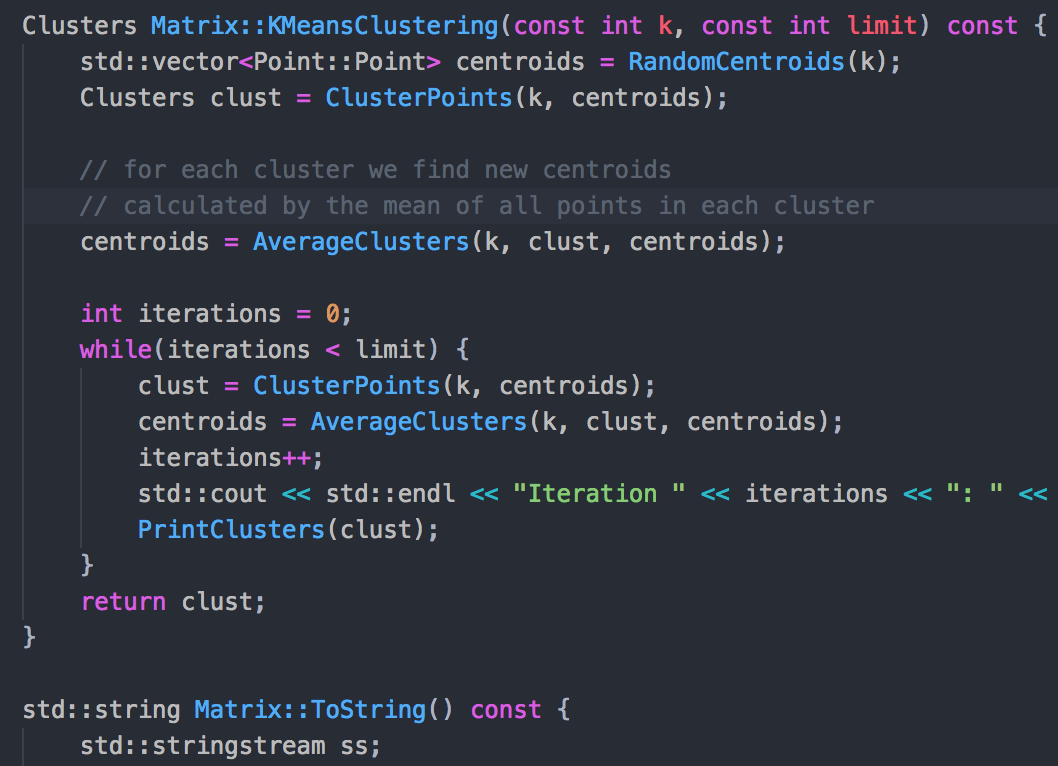 Clusters Matrix::KMeansClustering(const int k, const int limit) const {
    std::vector<Point::Point> centroids = RandomCentroids(k);
    Clusters clust = ClusterPoints(k, centroids);

    // for each cluster we find new centroids
    // calculated by the mean of all points in each cluster
    centroids = AverageClusters(k, clust, centroids);

    int iterations = 0;
    while(iterations < limit) {
        clust = ClusterPoints(k, centroids);
        centroids = AverageClusters(k, clust, centroids);
        iterations++;
        std::cout << std::endl << "Iteration " << iterations << ": " <<
        PrintClusters(clust);
    }
    return clust;
}

std::string Matrix::ToString() const {
    std::stringstream ss;